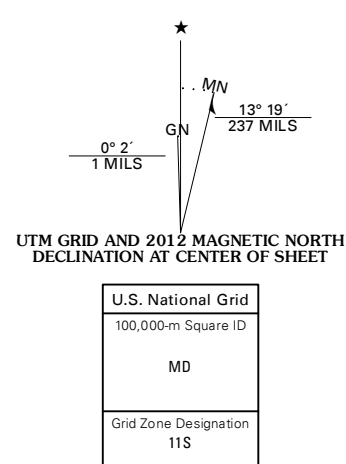 ★
MN
GN
13° 19´
237 MILS
0° 2´
1 MILS
UTM GRID AND 2012 MAGNETIC NORTH
DECLINATION AT CENTER OF SHEET
U.S. National Grid
100,000-m Square ID
MD
Grid Zone Designation
11S